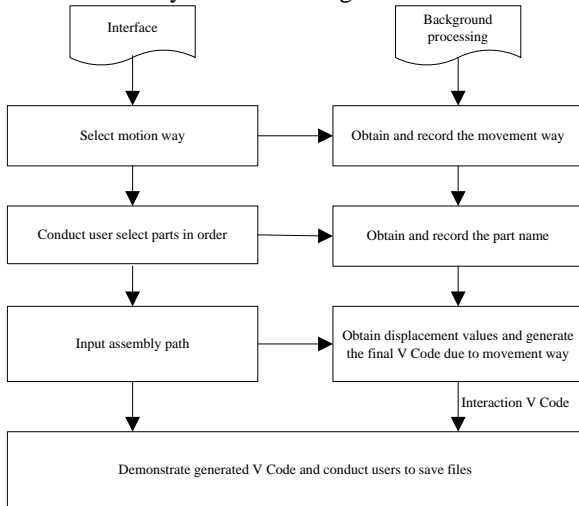 Interface
Background
processing
Select motion way
Obtain and record the movement way
Conduct user select parts in order
Obtain and record the part name
Input assembly path
Obtain displacement values and generate
the final V Code due to movement way
Interaction V Code
Demonstrate generated V Code and conduct users to save files